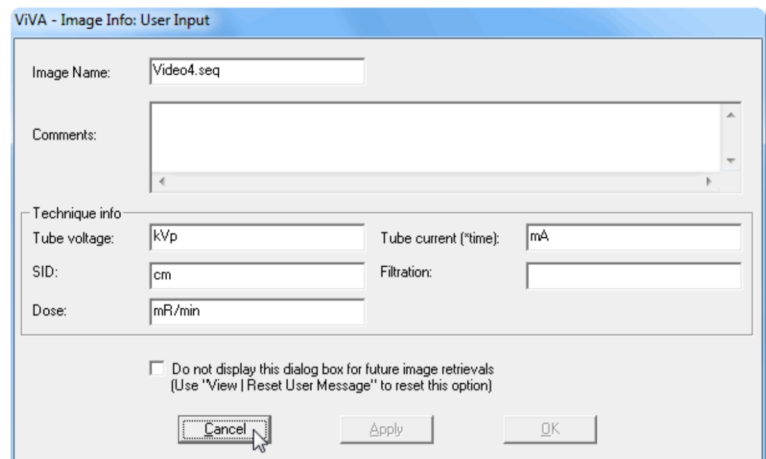 ViVA - Image Info: User Input
Image Name: Video4.seq
Comments:
Technique info
Tube voltage: kVp Tube current (*time): mA
SID: cm Filtration:
Dose: mR/min
Do not display this dialog box for future image retrievals
(Use "View | Reset User Message" to reset this option)
Cancel Apply OK